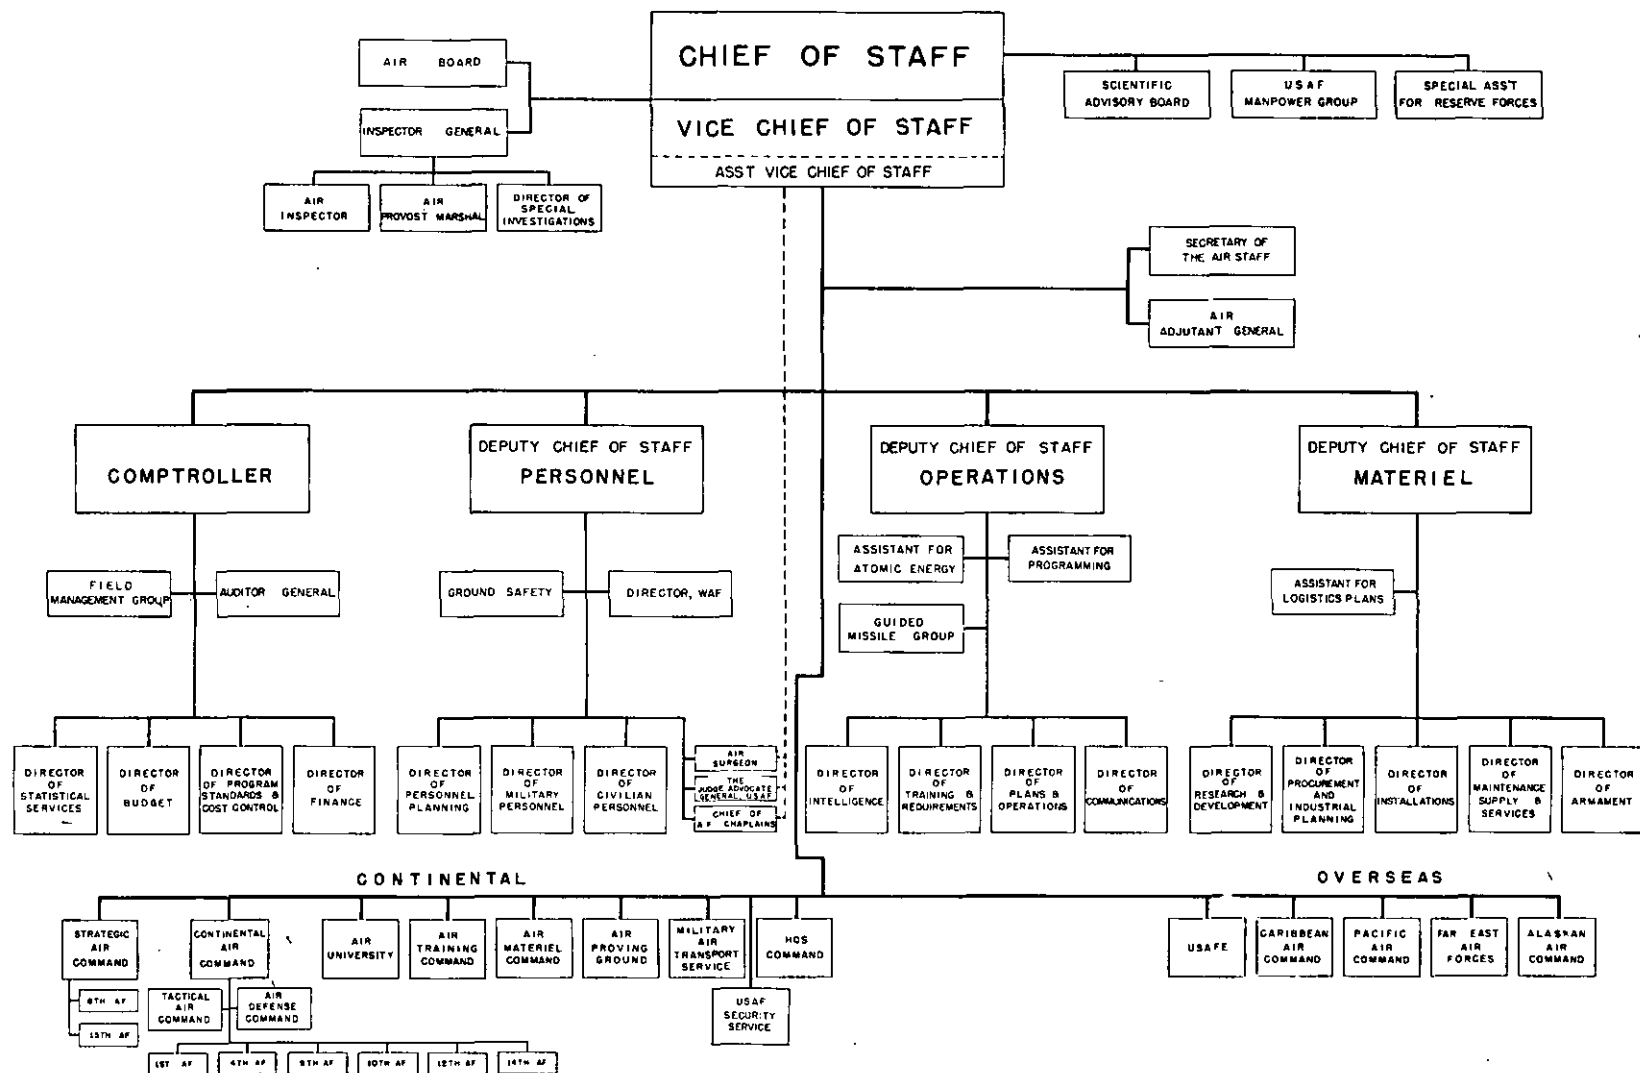 CHIEF OF STAFF
VICE CHIEF OF STAFF
ASST VICE CHIEF OF STAFF
AIR BOARD
INSPECTOR GENERAL
AIR
INSPECTOR
AIR
PROVOST MARSHAL
DIRECTOR OF
SPECIAL
INVESTIGATIONS
SCIENTIFIC
ADVISORY BOARD
USAF
MANPOWER GROUP
SPECIAL ASS'T
FOR RESERVE FORCES
SECRETARY OF
THE AIR STAFF
AIR
ADJUTANT GENERAL
COMPTROLLER
DEPUTY CHIEF OF STAFF
PERSONNEL
DEPUTY CHIEF OF STAFF
OPERATIONS
DEPUTY CHIEF OF STAFF
MATERIEL
FIELD
MANAGEMENT GROUP
AUDITOR GENERAL
GROUND SAFETY
DIRECTOR, WAF
ASSISTANT FOR
ATOMIC ENERGY
ASSISTANT FOR
PROGRAMMING
GUIDED
MISSILE GROUP
ASSISTANT FOR
LOGISTICS PLANS
DIRECTOR
OF
STATISTICAL
SERVICES
DIRECTOR
OF
BUDGET
DIRECTOR
OF PROGRAM
STANDARDS &
COST CONTROL
DIRECTOR
OF
FINANCE
DIRECTOR
OF
PERSONNEL
PLANNING
DIRECTOR
OF
MILITARY
PERSONNEL
DIRECTOR
OF
CIVILIAN
PERSONNEL
AIR
SURGEON
THE
JUDGE ADVOCATE
GENERAL, USAF
CHIEF OF
A.F. CHAPLAINS
DIRECTOR
OF
INTELLIGENCE
DIRECTOR
OF
TRAINING &
REQUIREMENTS
DIRECTOR
OF
PLANS &
OPERATIONS
DIRECTOR
OF
COMMUNICATIONS
DIRECTOR
OF
RESEARCH &
DEVELOPMENT
DIRECTOR
OF
PROCUREMENT
AND
INDUSTRIAL
PLANNING
DIRECTOR
OF
INSTALLATIONS
DIRECTOR
OF
MAINTENANCE
SUPPLY &
SERVICES
DIRECTOR
OF
ARMAMENT
CONTINENTAL
OVERSEAS
STRATEGIC
AIR
COMMAND
CONTINENTAL
AIR
COMMAND
AIR
UNIVERSITY
AIR
TRAINING
COMMAND
AIR
MATERIEL
COMMAND
AIR
PROVING
GROUND
MILITARY
AIR
TRANSPORT
SERVICE
HQS
COMMAND
USAFE
CARIBBEAN
AIR
COMMAND
PACIFIC
AIR
COMMAND
FAR EAST
AIR
FORCES
ALASKAN
AIR
COMMAND
8TH AF
15TH AF
TACTICAL
AIR
COMMAND
AIR
DEFENSE
COMMAND
USAF
SECURITY
SERVICE
1ST AF
4TH AF
9TH AF
10TH AF
12TH AF
14TH AF